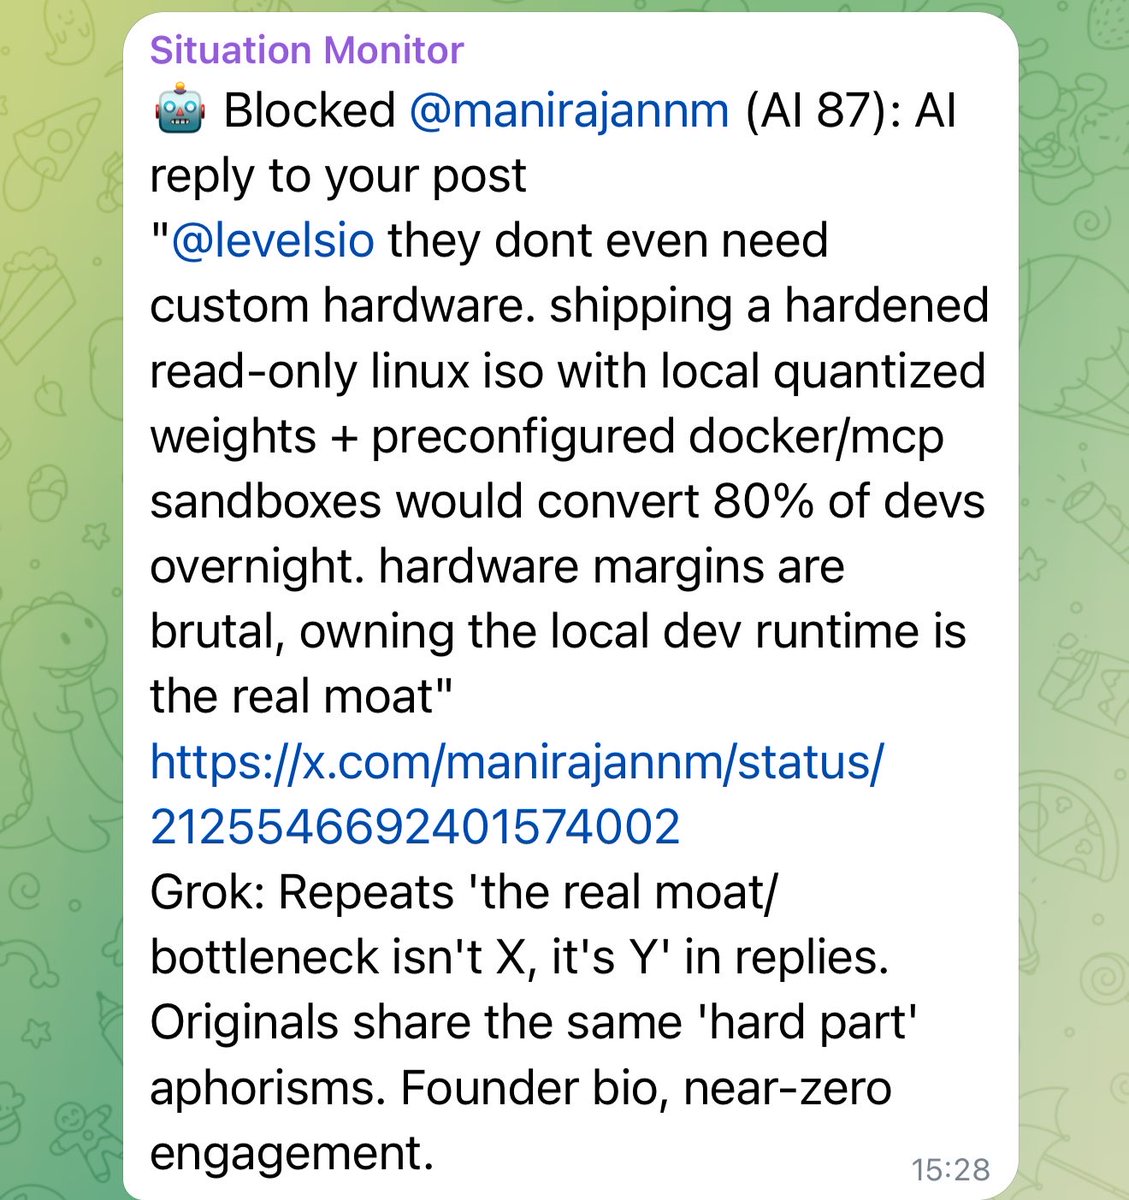 Situation Monitor
🤖 Blocked @manirajannm (AI 87): AI
reply to your post
"@levelsio they dont even need
custom hardware. shipping a hardened
read-only linux iso with local quantized
weights + preconfigured docker/mcp
sandboxes would convert 80% of devs
overnight. hardware margins are
brutal, owning the local dev runtime is
the real moat"
https://x.com/manirajannm/status/
2125546692401574002
Grok: Repeats 'the real moat/
bottleneck isn't X, it's Y' in replies.
Originals share the same 'hard part'
aphorisms. Founder bio, near-zero
engagement.
15:28